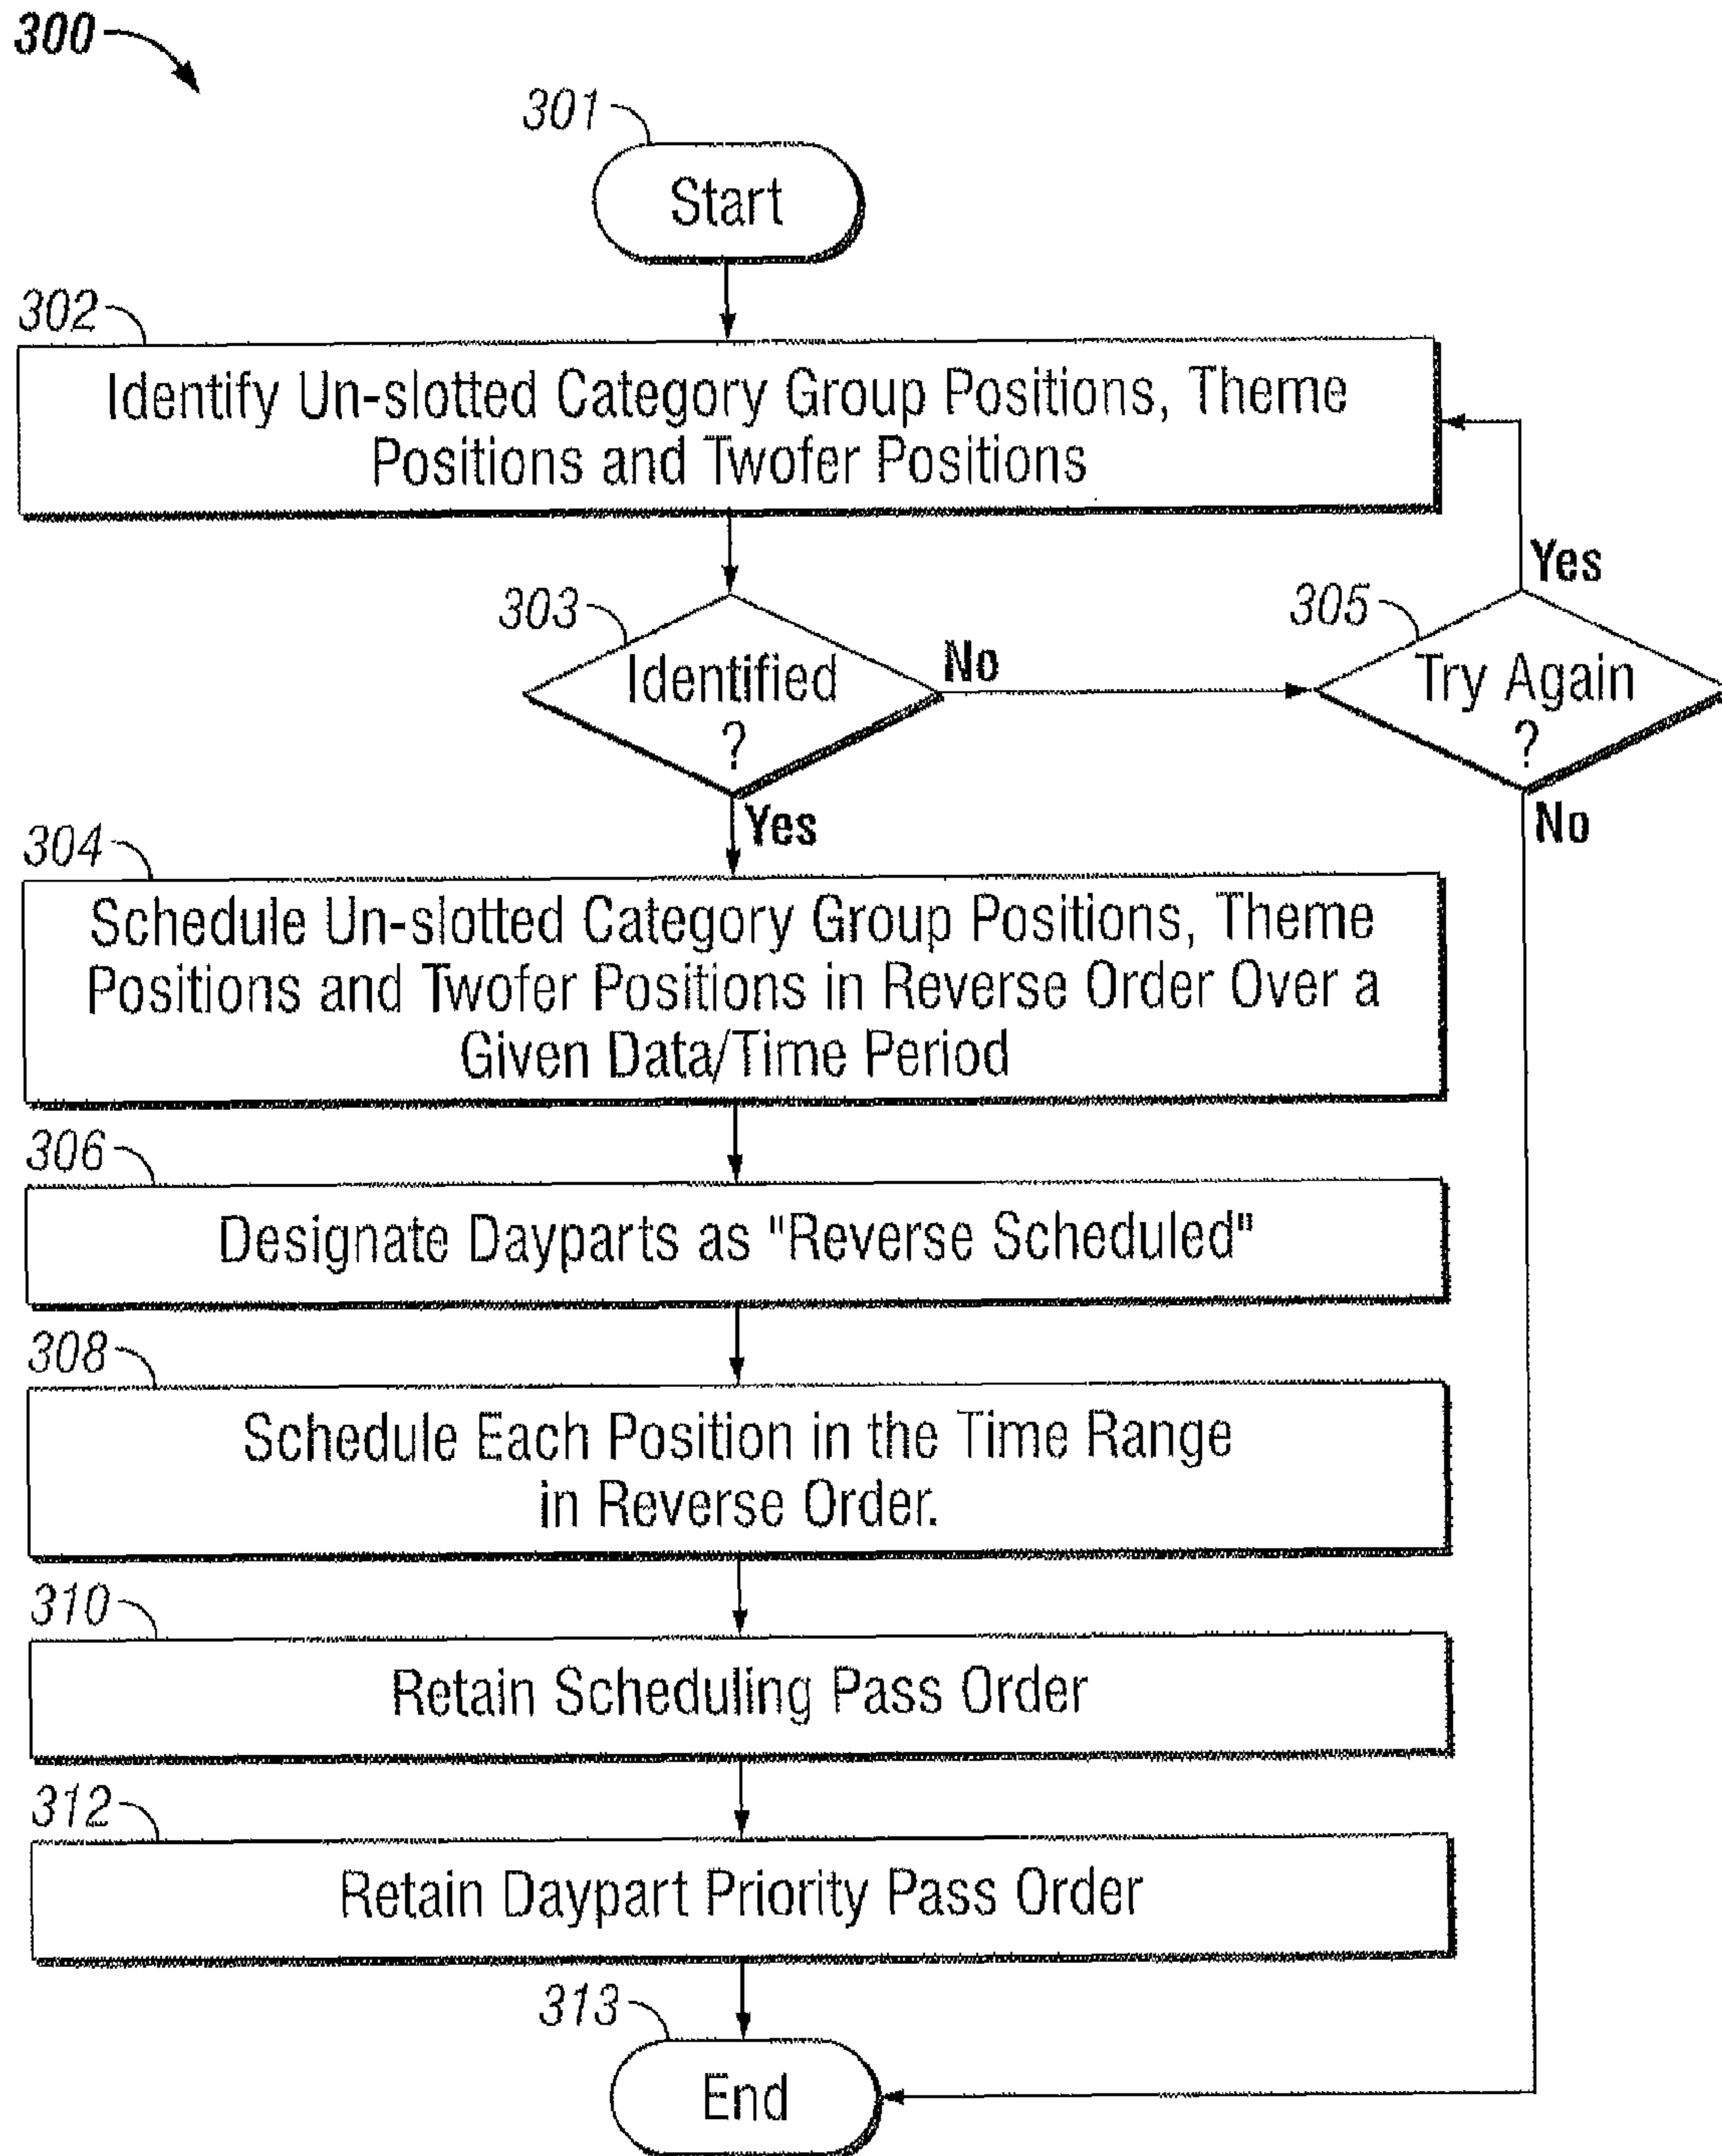 300
301
Start
302
Identify Un-slotted Category Group Positions, Theme
Positions and Twofer Positions
303
Identified
?
No
305
Try Again
?
Yes
No
Yes
304
Schedule Un-slotted Category Group Positions, Theme
Positions and Twofer Positions in Reverse Order Over a
Given Data/Time Period
306
Designate Dayparts as "Reverse Scheduled"
308
Schedule Each Position in the Time Range
in Reverse Order.
310
Retain Scheduling Pass Order
312
Retain Daypart Priority Pass Order
313
End